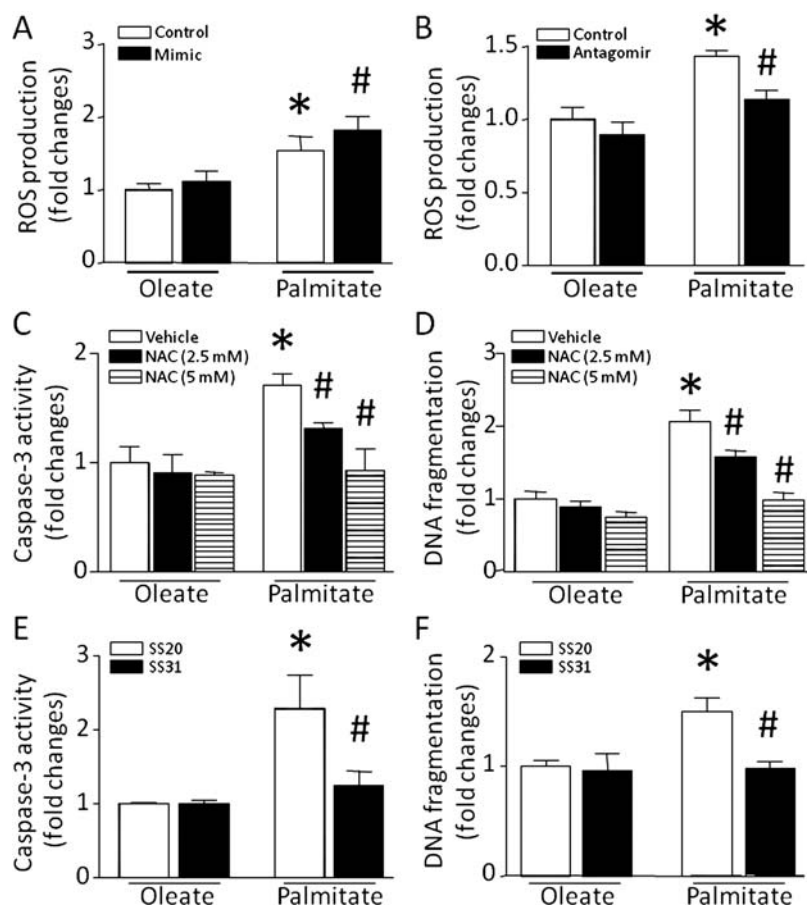 A
ROS production
(fold changes)
3
2
1
0
Control
Mimic
*
#
Oleate
Palmitate
B
ROS production
(fold changes)
1.5
1.0
0.5
0.0
Control
Antagomir
*
#
Oleate
Palmitate
C
Caspase-3 activity
(fold changes)
2
1
0
Vehicle
NAC (2.5 mM)
NAC (5 mM)
*
#
#
Oleate
Palmitate
D
DNA fragmentation
(fold changes)
3
2
1
0
Vehicle
NAC (2.5 mM)
NAC (5 mM)
*
#
#
Oleate
Palmitate
E
Caspase-3 activity
(fold changes)
3
2
1
0
SS20
SS31
*
#
Oleate
Palmitate
F
DNA fragmentation
(fold changes)
2
1
0
SS20
SS31
*
#
Oleate
Palmitate